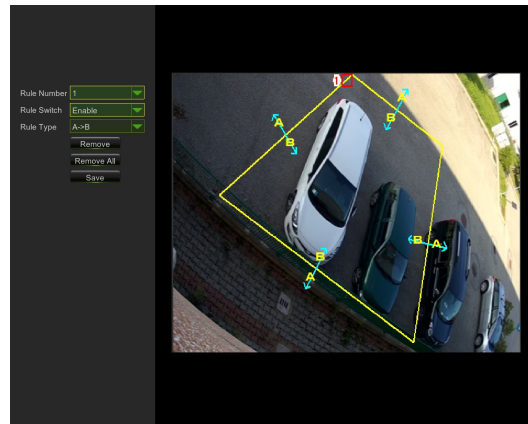 Rule Number 1
Rule Switch Enable
Rule Type A->B
Remove
Remove All
Save
1
A
B
A
B
B A
B
A